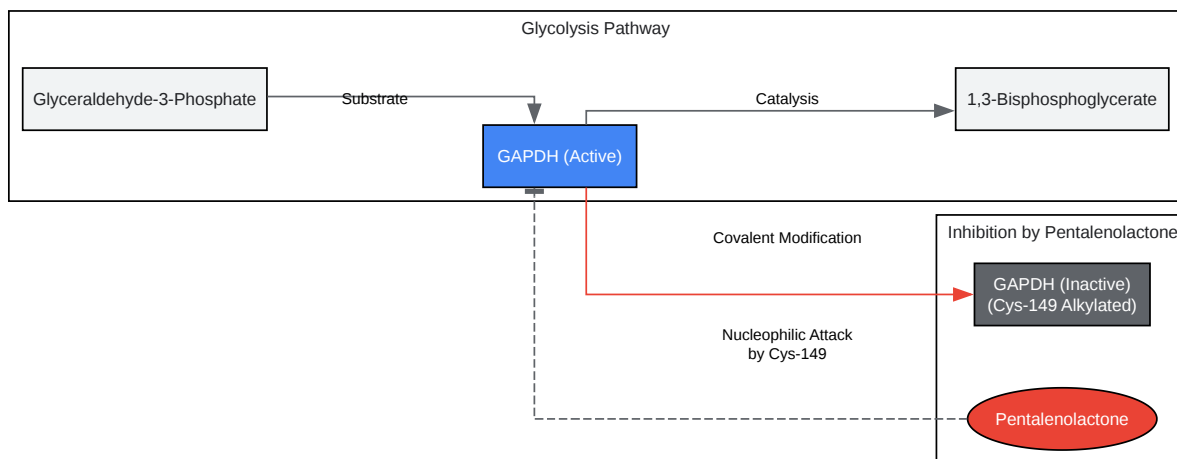 Glycolysis Pathway
Glyceraldehyde-3-Phosphate
Substrate
Catalysis
1,3-Bisphosphoglycerate
GAPDH (Active)
Covalent Modification
Inhibition by Pentalenolactone
GAPDH (Inactive)
(Cys-149 Alkylated)
Nucleophilic Attack
by Cys-149
Pentalenolactone